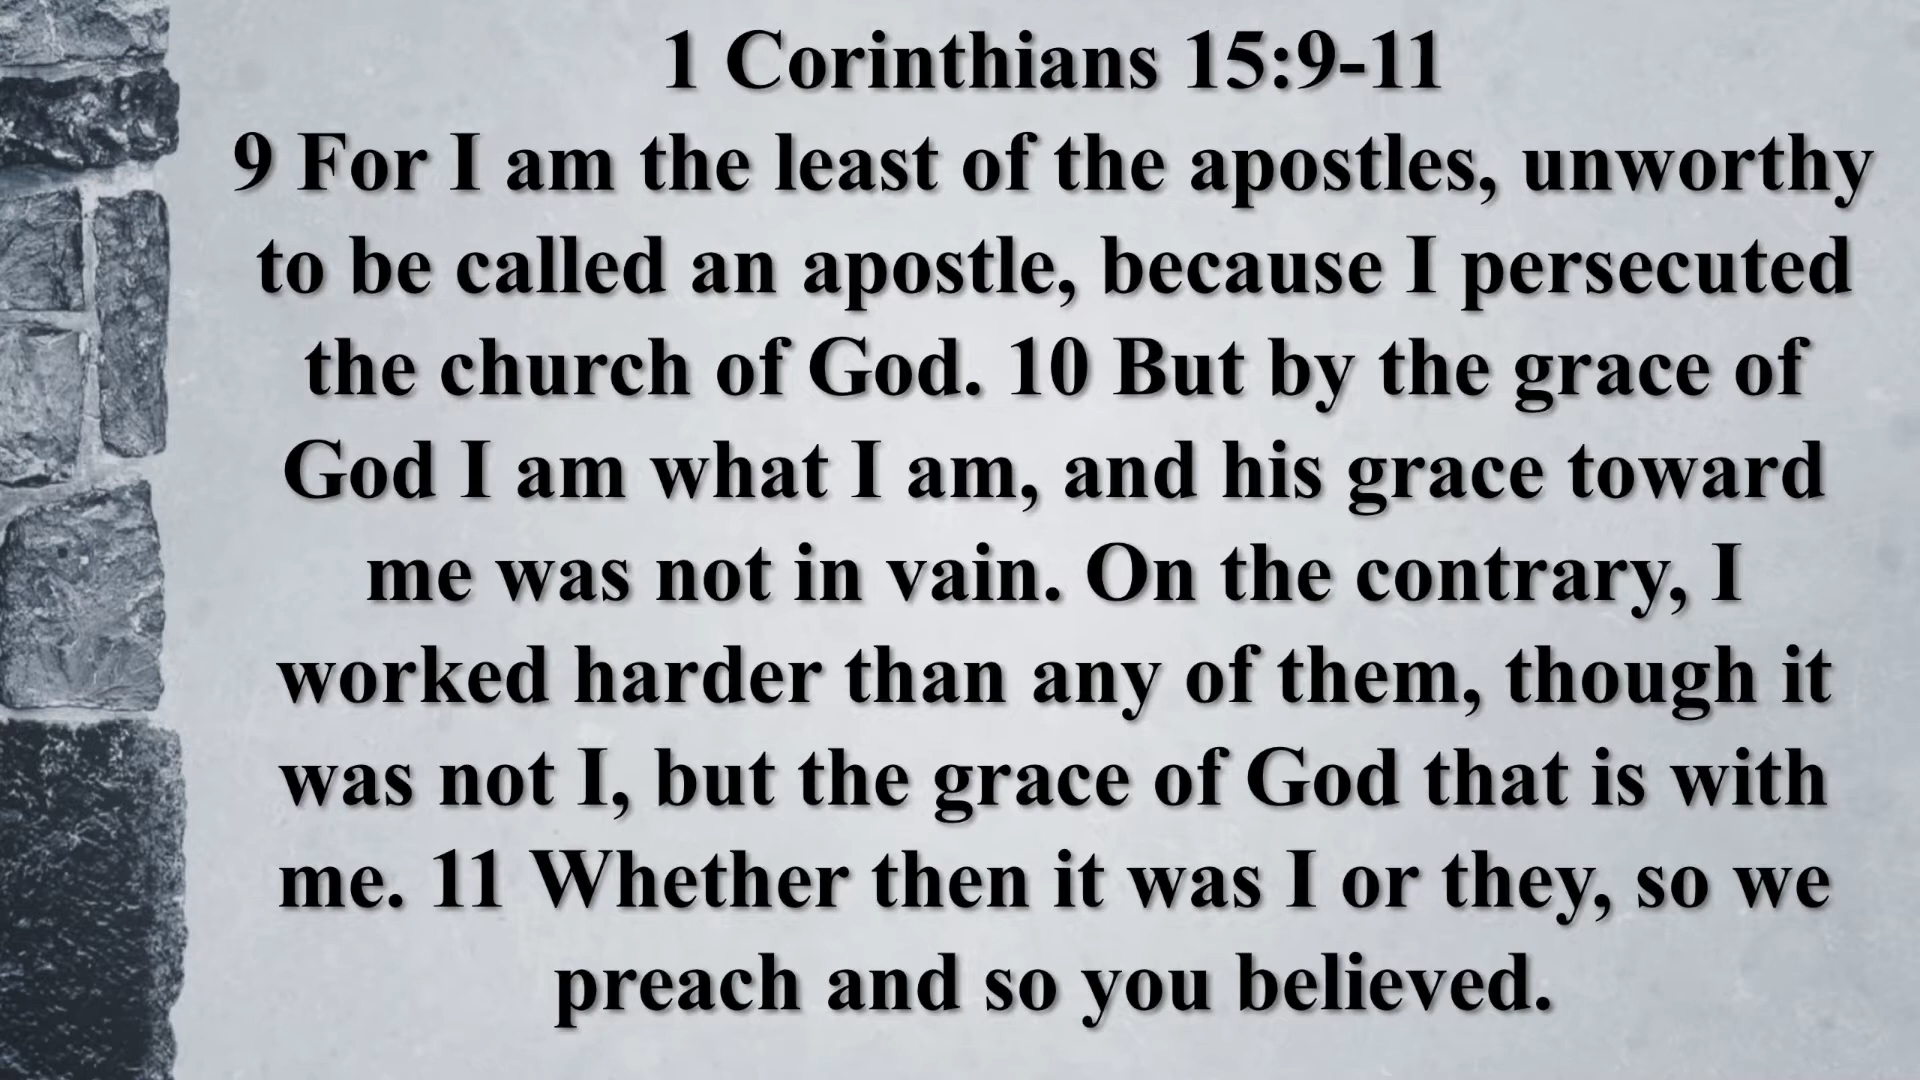 1 Corinthians 15:9-11
9 For I am the least of the apostles, unworthy
to be called an apostle, because I persecuted
the church of God. 10 But by the grace of
God I am what I am, and his grace toward
me was not in vain. On the contrary, I
worked harder than any of them, though it
was not I, but the grace of God that is with
me. 11 Whether then it was I or they, so we
preach and so you believed.